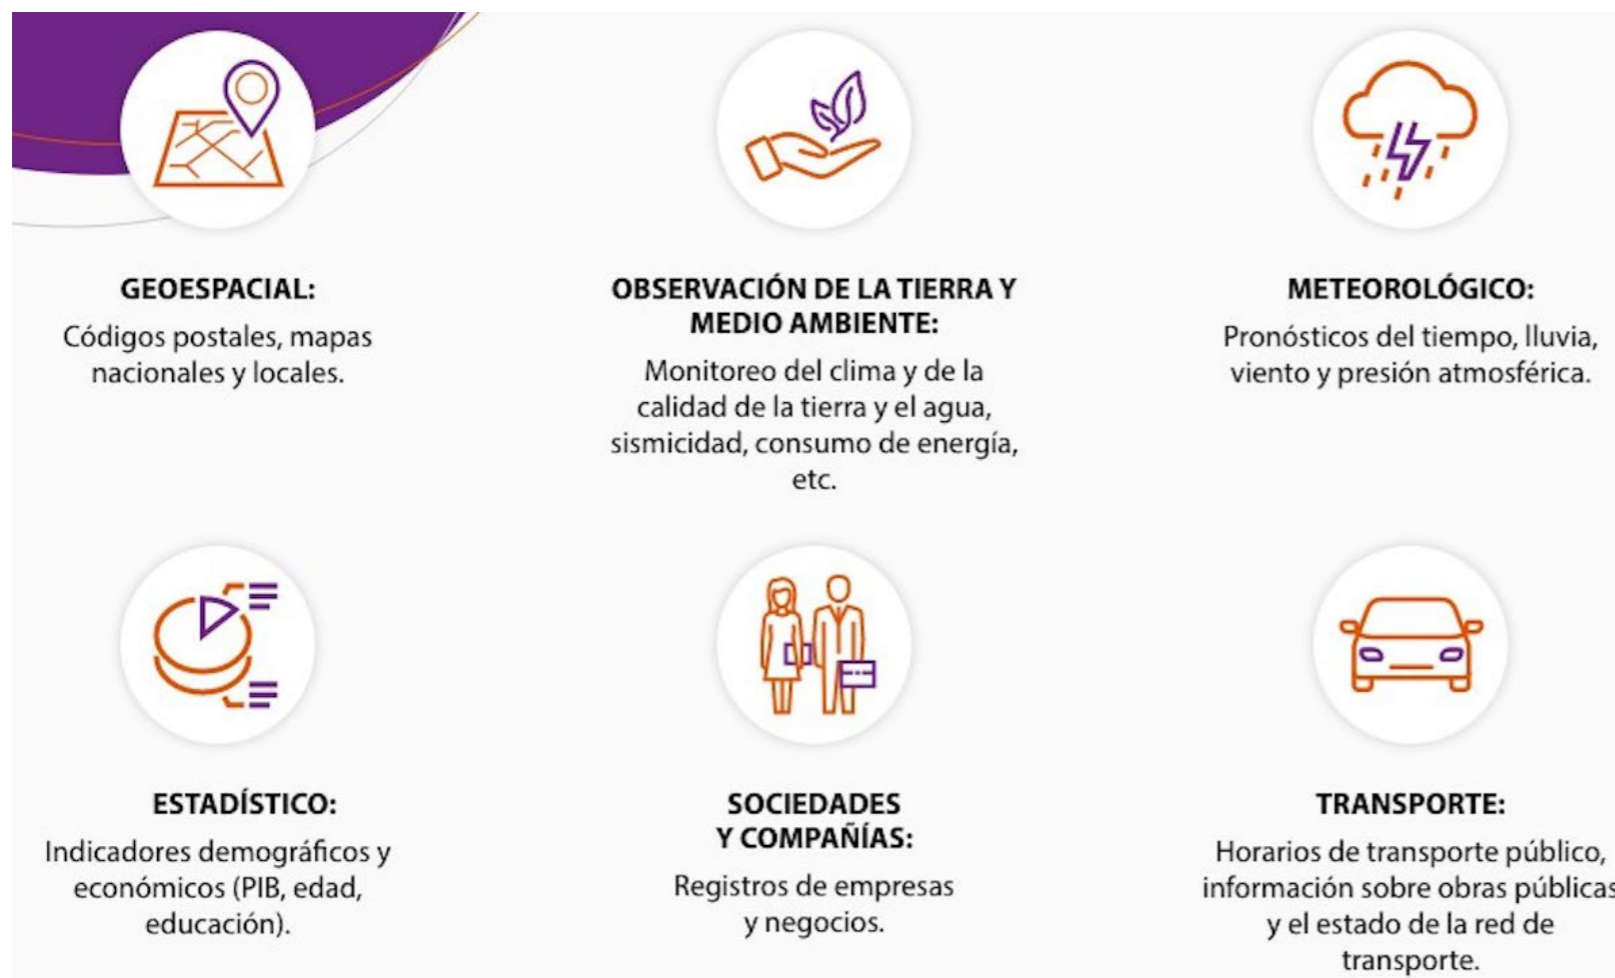 GEOESPACIAL:
Códigos postales, mapas
nacionales y locales.
OBSERVACIÓN DE LA TIERRA Y
MEDIO AMBIENTE:
Monitoreo del clima y de la
calidad de la tierra y el agua,
sismicidad, consumo de energía,
etc.
METEOROLÓGICO:
Pronósticos del tiempo, lluvia,
viento y presión atmosférica.
ESTADÍSTICO:
Indicadores demográficos y
económicos (PIB, edad,
educación).
SOCIEDADES
Y COMPAÑÍAS:
Registros de empresas
y negocios.
TRANSPORTE:
Horarios de transporte público,
información sobre obras públicas
y el estado de la red de
transporte.